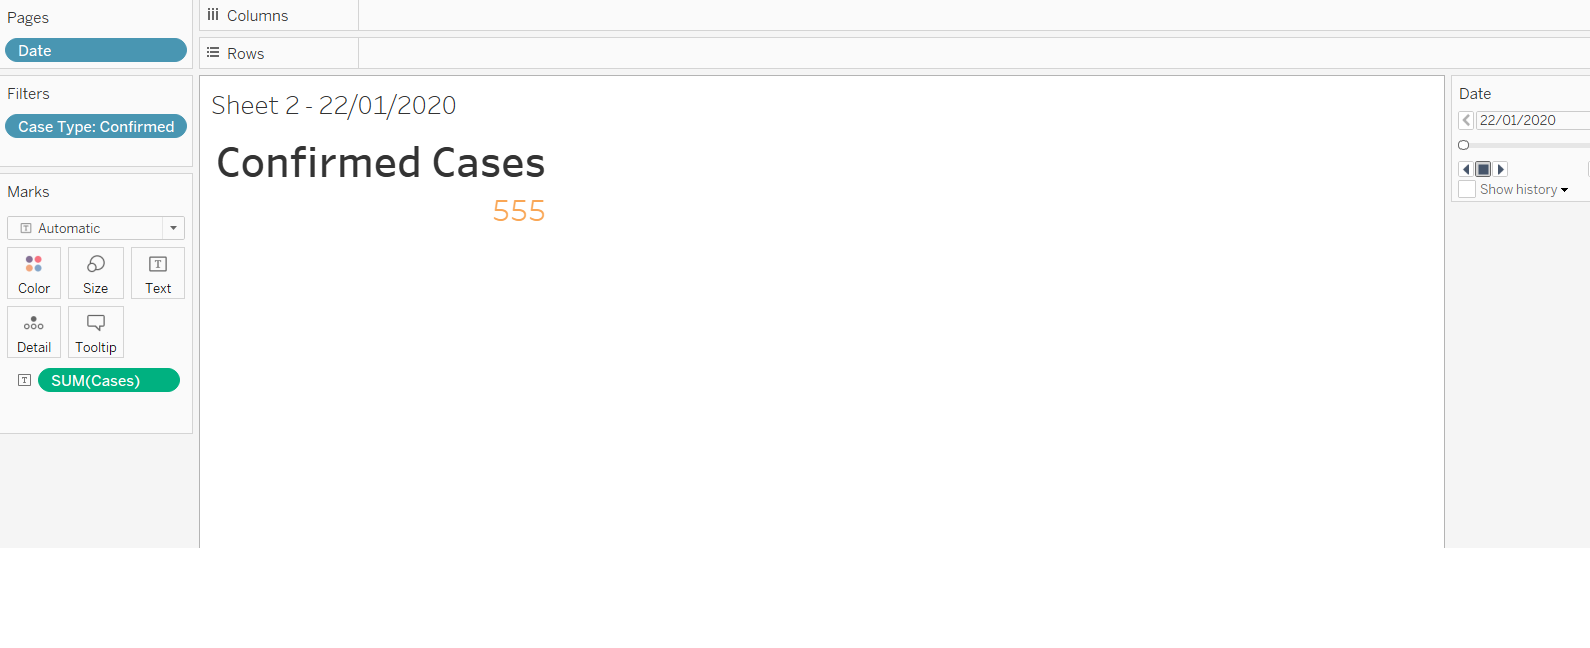 Pages
Date
Filters
Case Type: Confirmed
Marks
Automatic
Color
Size
Text
Detail
Tooltip
SUM(Cases)
Columns
Rows
Sheet 2 - 22/01/2020
Confirmed Cases
555
Date
22/01/2020
Show history